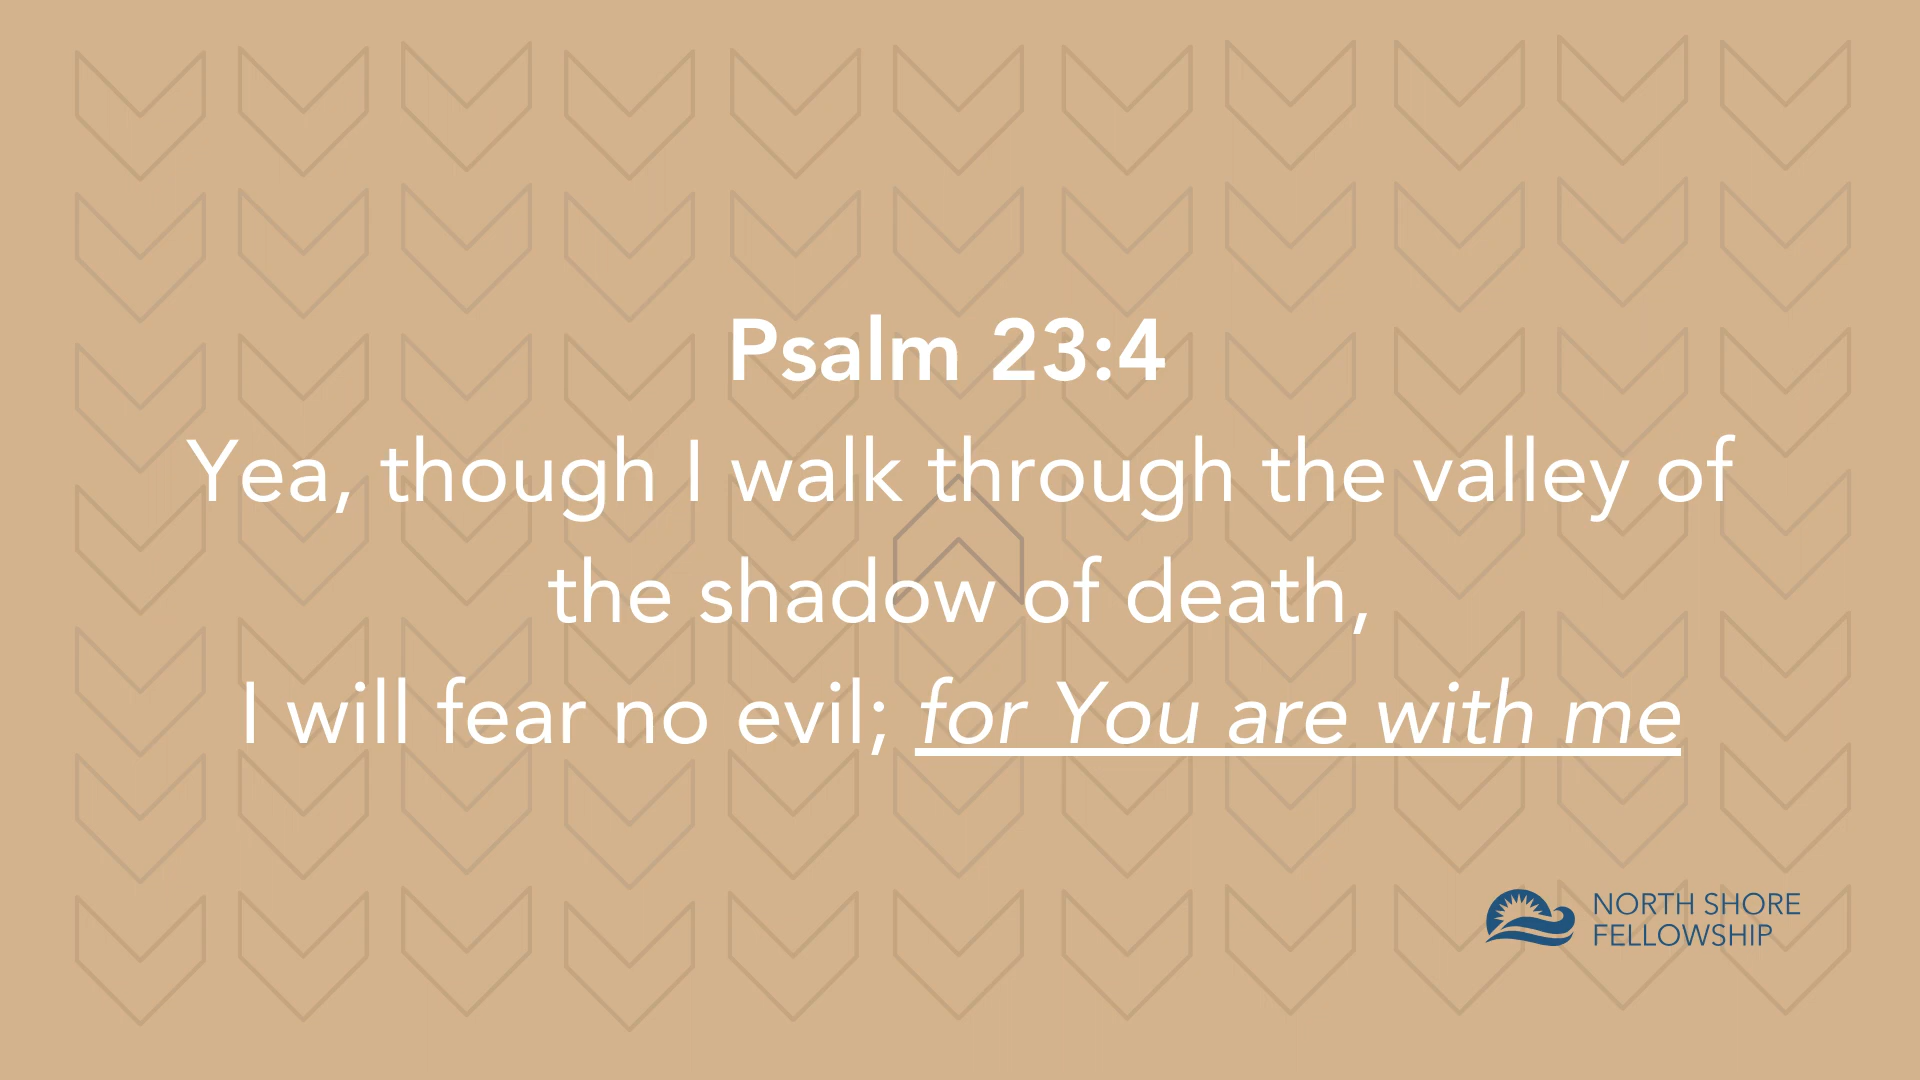 Psalm 23:4
Yea, though I walk through the valley of
the shadow of death,
I will fear no evil; for You are with me
NORTH SHORE
FELLOWSHIP